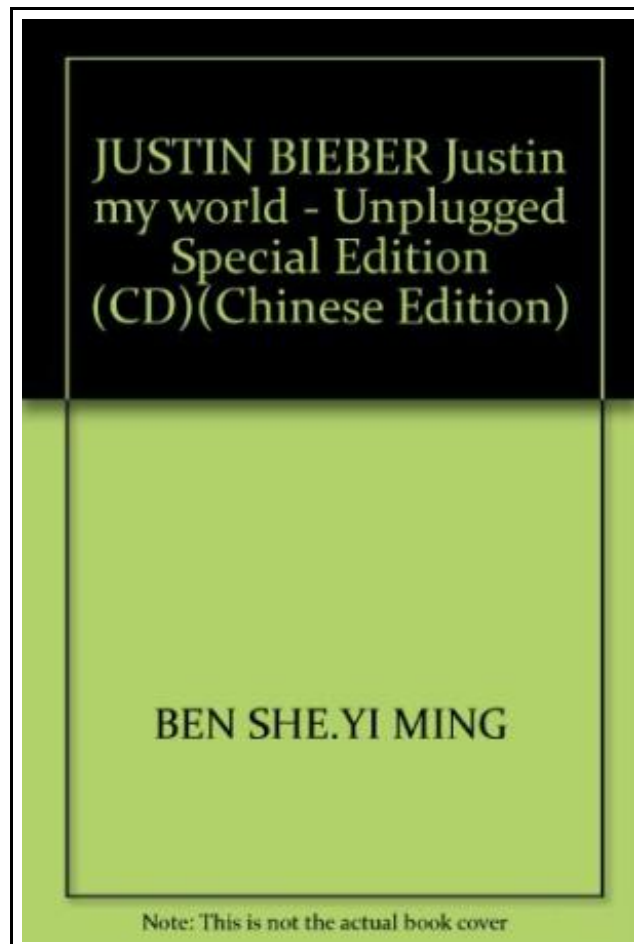 JUSTIN BIEBER Justin
my world - Unplugged
Special Edition
(CD)(Chinese Edition)
BEN SHE.YI MING
Note: This is not the actual book cover